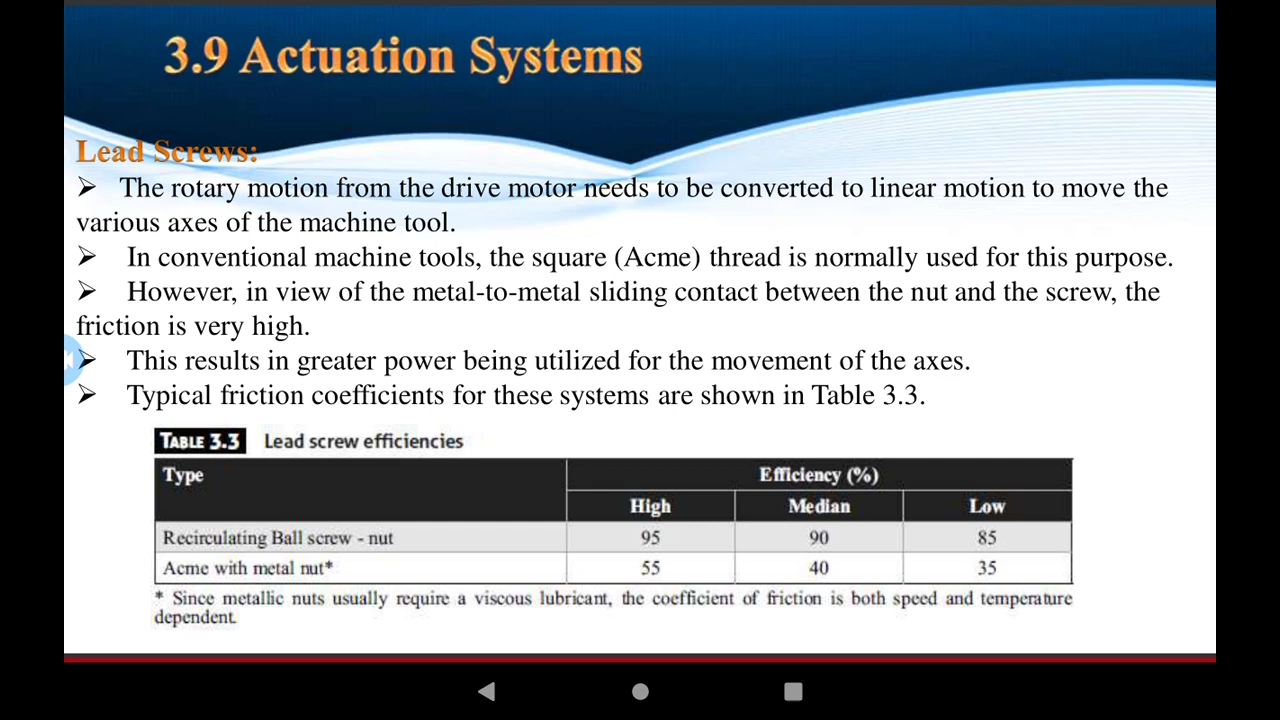 3.9 Actuation Systems
Lead Screws:
➢ The rotary motion from the drive motor needs to be converted to linear motion to move the
various axes of the machine tool.
➢ In conventional machine tools, the square (Acme) thread is normally used for this purpose.
➢ However, in view of the metal-to-metal sliding contact between the nut and the screw, the
friction is very high.
➢ This results in greater power being utilized for the movement of the axes.
➢ Typical friction coefficients for these systems are shown in Table 3.3.
TABLE 3.3 Lead screw efficiencies
Type Efficiency (%)
High Median Low
Recirculating Ball screw - nut 95 90 85
Acme with metal nut* 55 40 35
* Since metallic nuts usually require a viscous lubricant, the coefficient of friction is both speed and temperature
dependent.